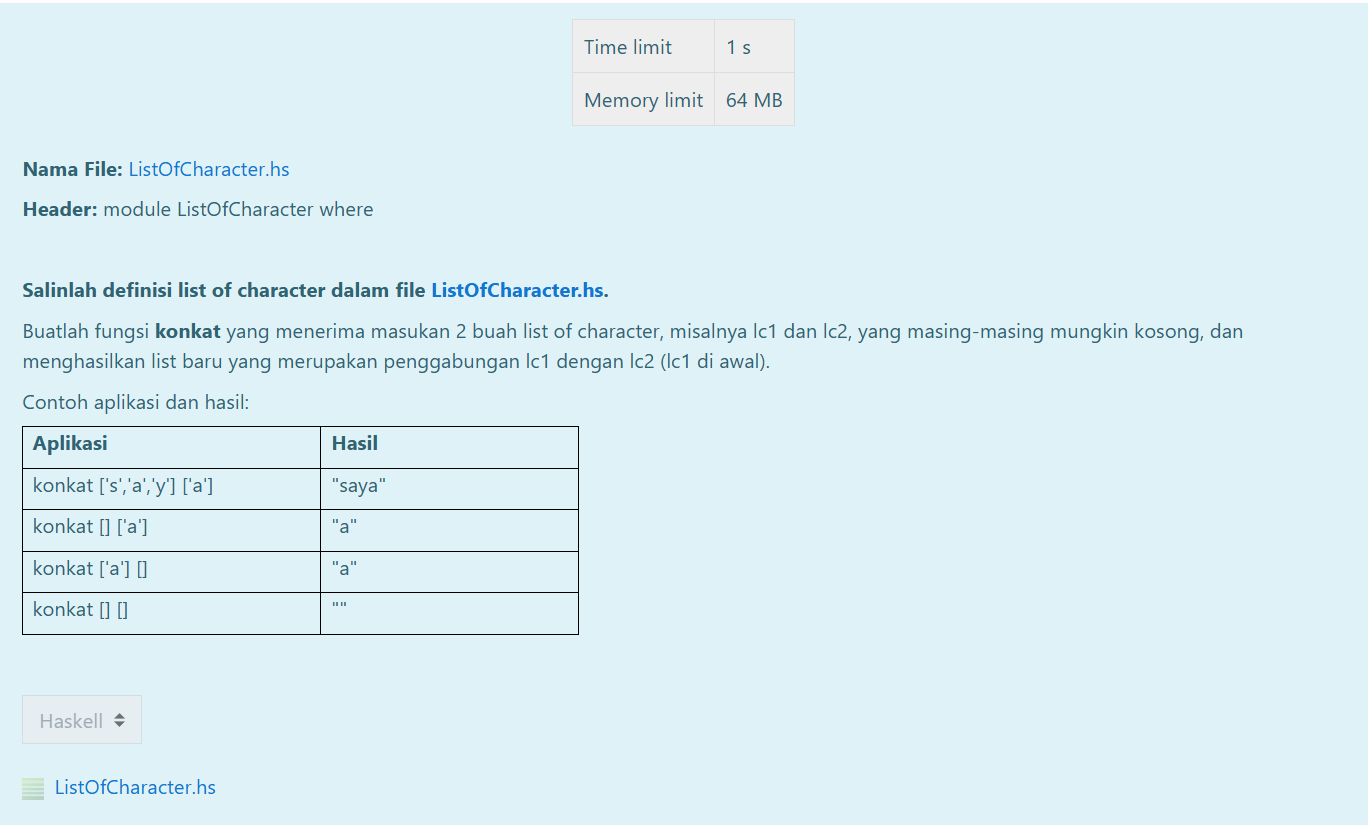 Time limit 1 s
Memory limit 64 MB
Nama File: ListOfCharacter.hs
Header: module ListOfCharacter where
Salinlah definisi list of character dalam file ListOfCharacter.hs.
Buatlah fungsi konkat yang menerima masukan 2 buah list of character, misalnya lc1 dan lc2, yang masing-masing mungkin kosong, dan
menghasilkan list baru yang merupakan penggabungan lc1 dengan lc2 (lc1 di awal).
Contoh aplikasi dan hasil:
Aplikasi Hasil
konkat ['s','a','y'] ['a'] "saya"
konkat [] ['a'] "a"
konkat ['a'] [] "a"
konkat [] [] ""
Haskell
ListOfCharacter.hs